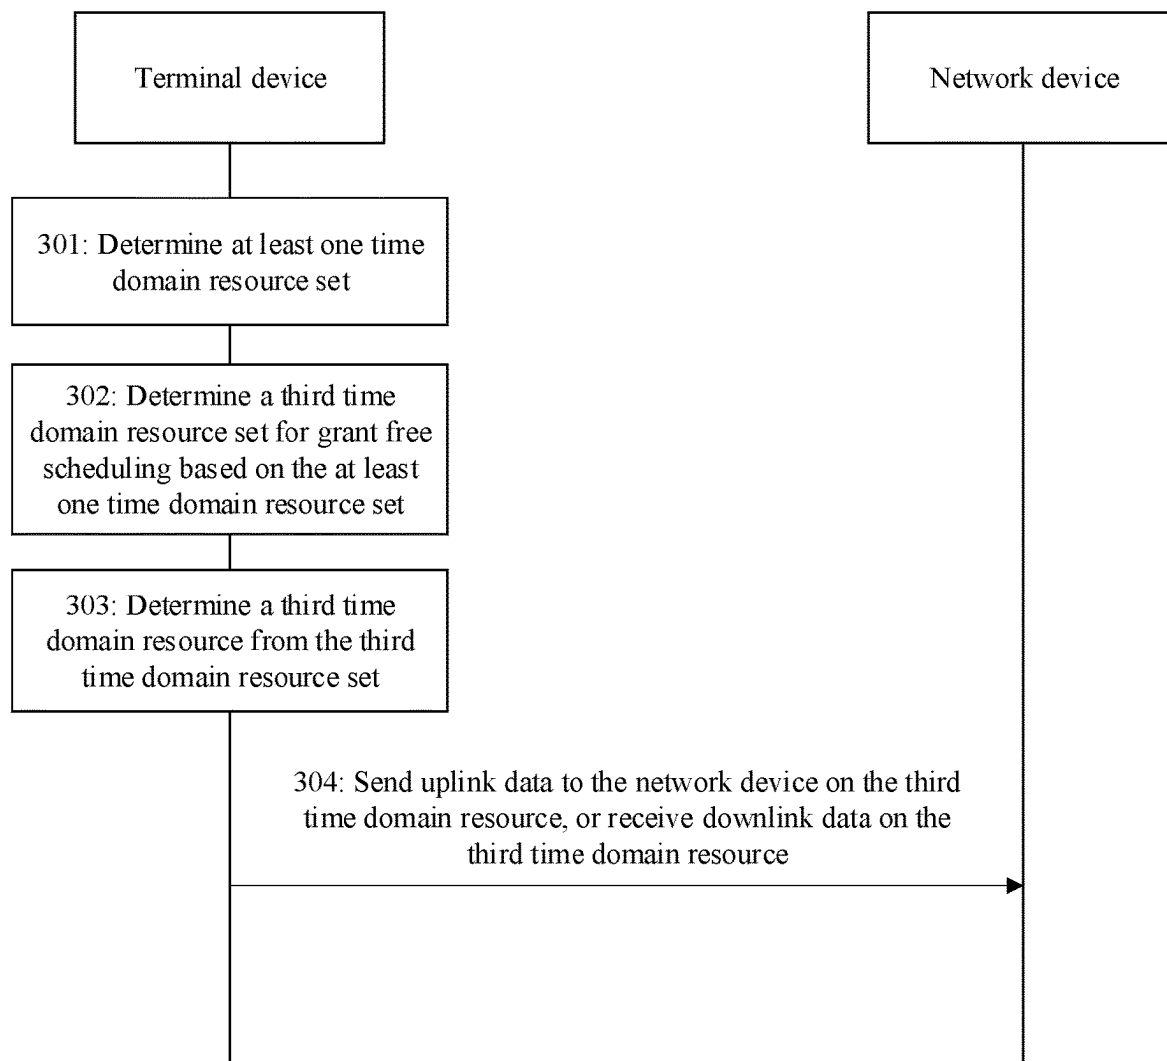 Terminal device
Network device
301: Determine at least one time
domain resource set
302: Determine a third time
domain resource set for grant free
scheduling based on the at least
one time domain resource set
303: Determine a third time
domain resource from the third
time domain resource set
304: Send uplink data to the network device on the third
time domain resource, or receive downlink data on the
third time domain resource